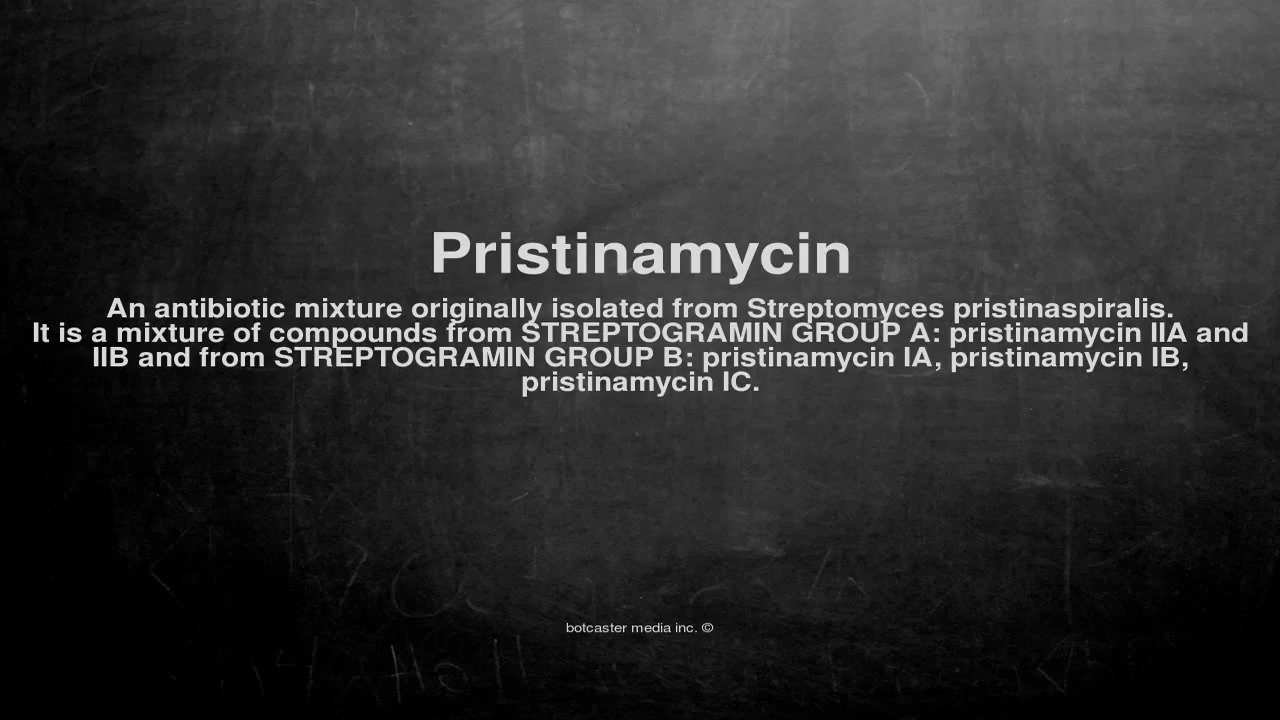 Pristinamycin
An antibiotic mixture originally isolated from Streptomyces pristinaspiralis.
It is a mixture of compounds from STREPTOGRAMIN GROUP A: pristinamycin IIA and
IIB and from STREPTOGRAMIN GROUP B: pristinamycin IA, pristinamycin IB,
pristinamycin IC.
botcaster media inc. ©